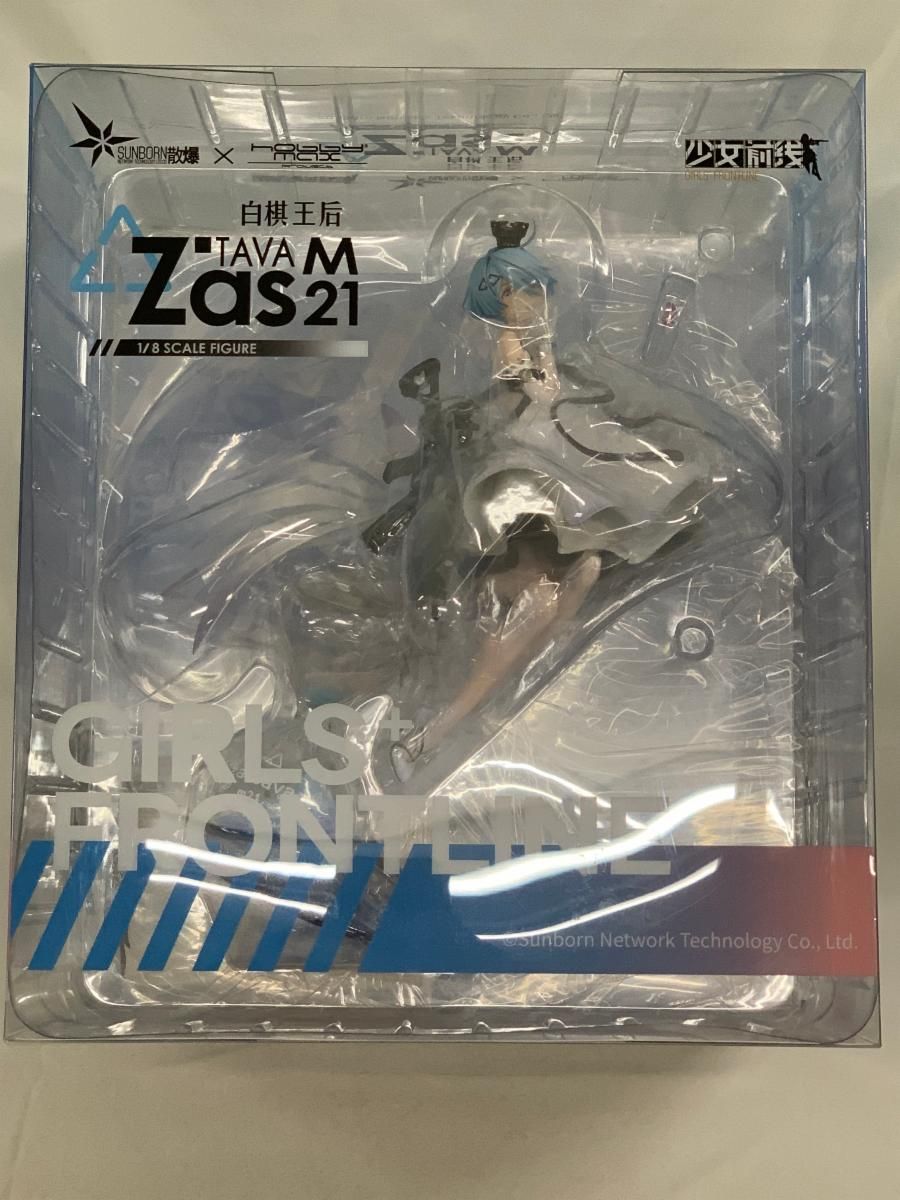 SUNBORN散爆 × HOBBY MAX
少女前线
GIRLS' FRONTLINE
白棋王后
Zas TAVA M21
1/8 SCALE FIGURE
GIRLS+
FRONTLINE
©Sunborn Network Technology Co., Ltd.